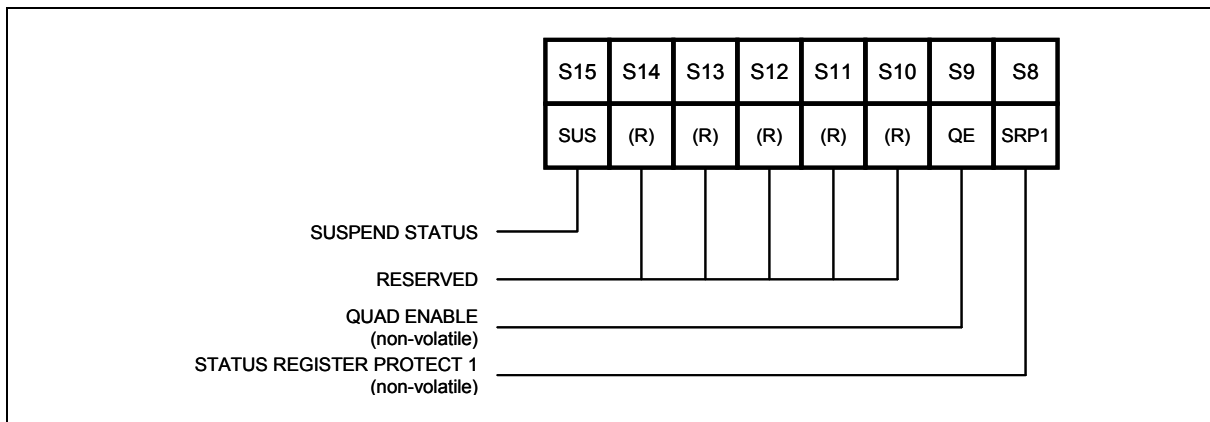 S15 S14 S13 S12 S11 S10 S9 S8
SUS (R) (R) (R) (R) (R) QE SRP1
SUSPEND STATUS
RESERVED
QUAD ENABLE
(non-volatile)
STATUS REGISTER PROTECT 1
(non-volatile)